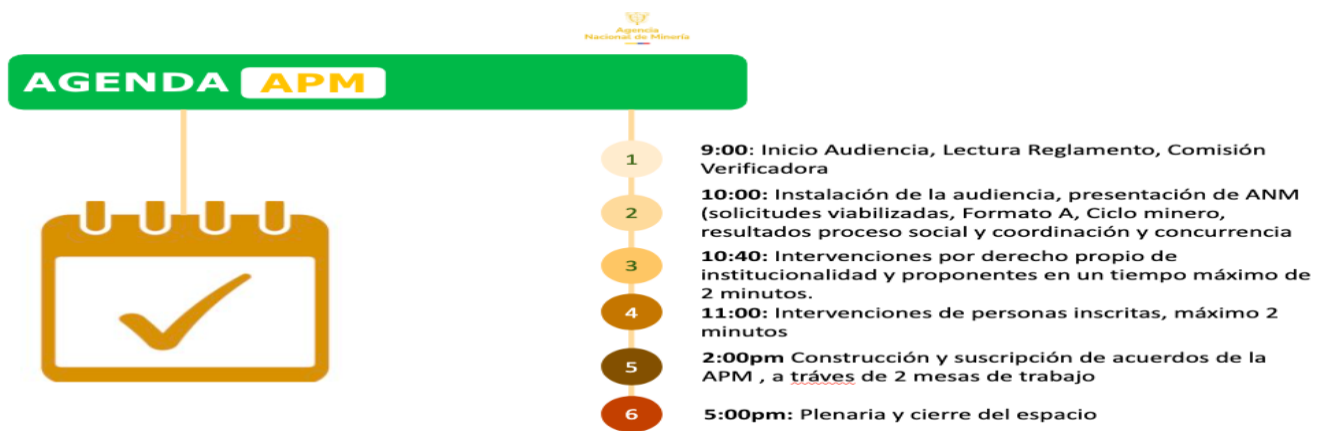 Agencia
Nacional de Minería
AGENDA APM
1
9:00: Inicio Audiencia, Lectura Reglamento, Comisión
Verificadora
2
10:00: Instalación de la audiencia, presentación de ANM
(solicitudes viabilizadas, Formato A, Ciclo minero,
resultados proceso social y coordinación y concurrencia
3
10:40: Intervenciones por derecho propio de
institucionalidad y proponentes en un tiempo máximo de
2 minutos.
4
11:00: Intervenciones de personas inscritas, máximo 2
minutos
5
2:00pm Construcción y suscripción de acuerdos de la
APM , a tráves de 2 mesas de trabajo
6
5:00pm: Plenaria y cierre del espacio